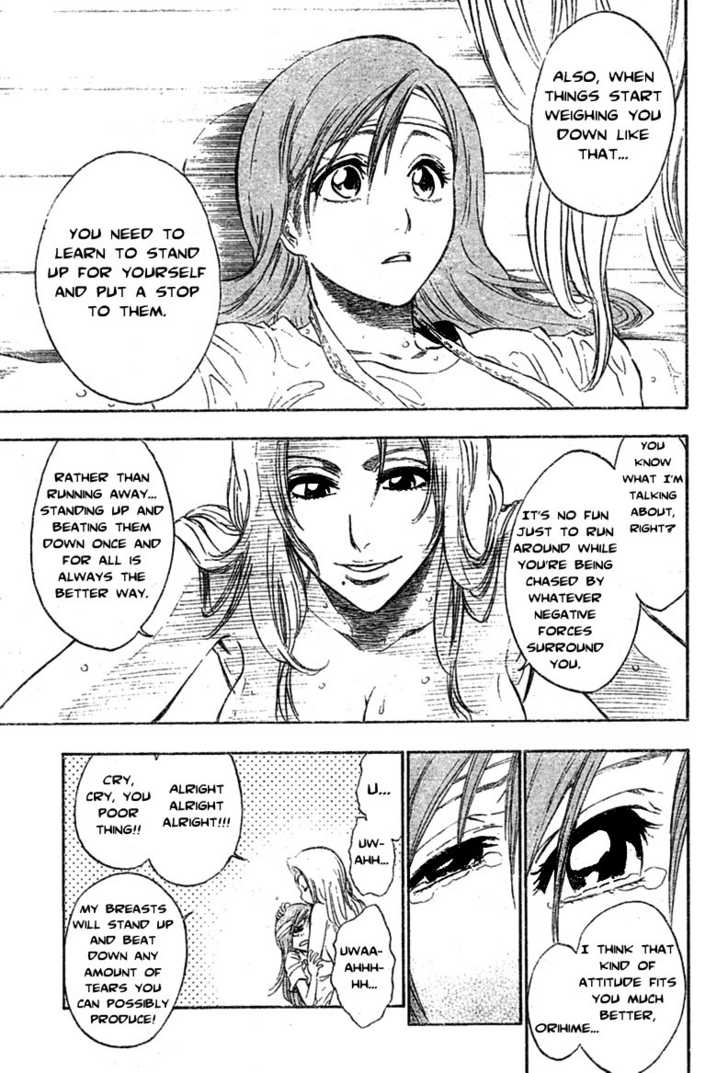 ALSO, WHEN
THINGS START
WEIGHING YOU
DOWN LIKE
THAT...
YOU NEED TO
LEARN TO STAND
UP FOR YOURSELF
AND PUT A STOP
TO THEM.
YOU
KNOW
WHAT I'M
TALKING
ABOUT,
RIGHT?
IT'S NO FUN
JUST TO RUN
AROUND WHILE
YOU'RE BEING
CHASED BY
WHATEVER
NEGATIVE
FORCES
SURROUND
YOU.
RATHER THAN
RUNNING AWAY...
STANDING UP AND
BEATING THEM
DOWN ONCE AND
FOR ALL IS
ALWAYS THE
BETTER WAY.
I THINK THAT
KIND OF
ATTITUDE FITS
YOU MUCH
BETTER,
ORIHIME...
U...
UW-
AHH...
UWAA-
AHHH-
HH...
ALRIGHT
ALRIGHT
ALRIGHT!!!
CRY,
CRY, YOU
POOR
THING!!
MY BREASTS
WILL STAND UP
AND BEAT
DOWN ANY
AMOUNT OF
TEARS YOU
CAN POSSIBLY
PRODUCE!